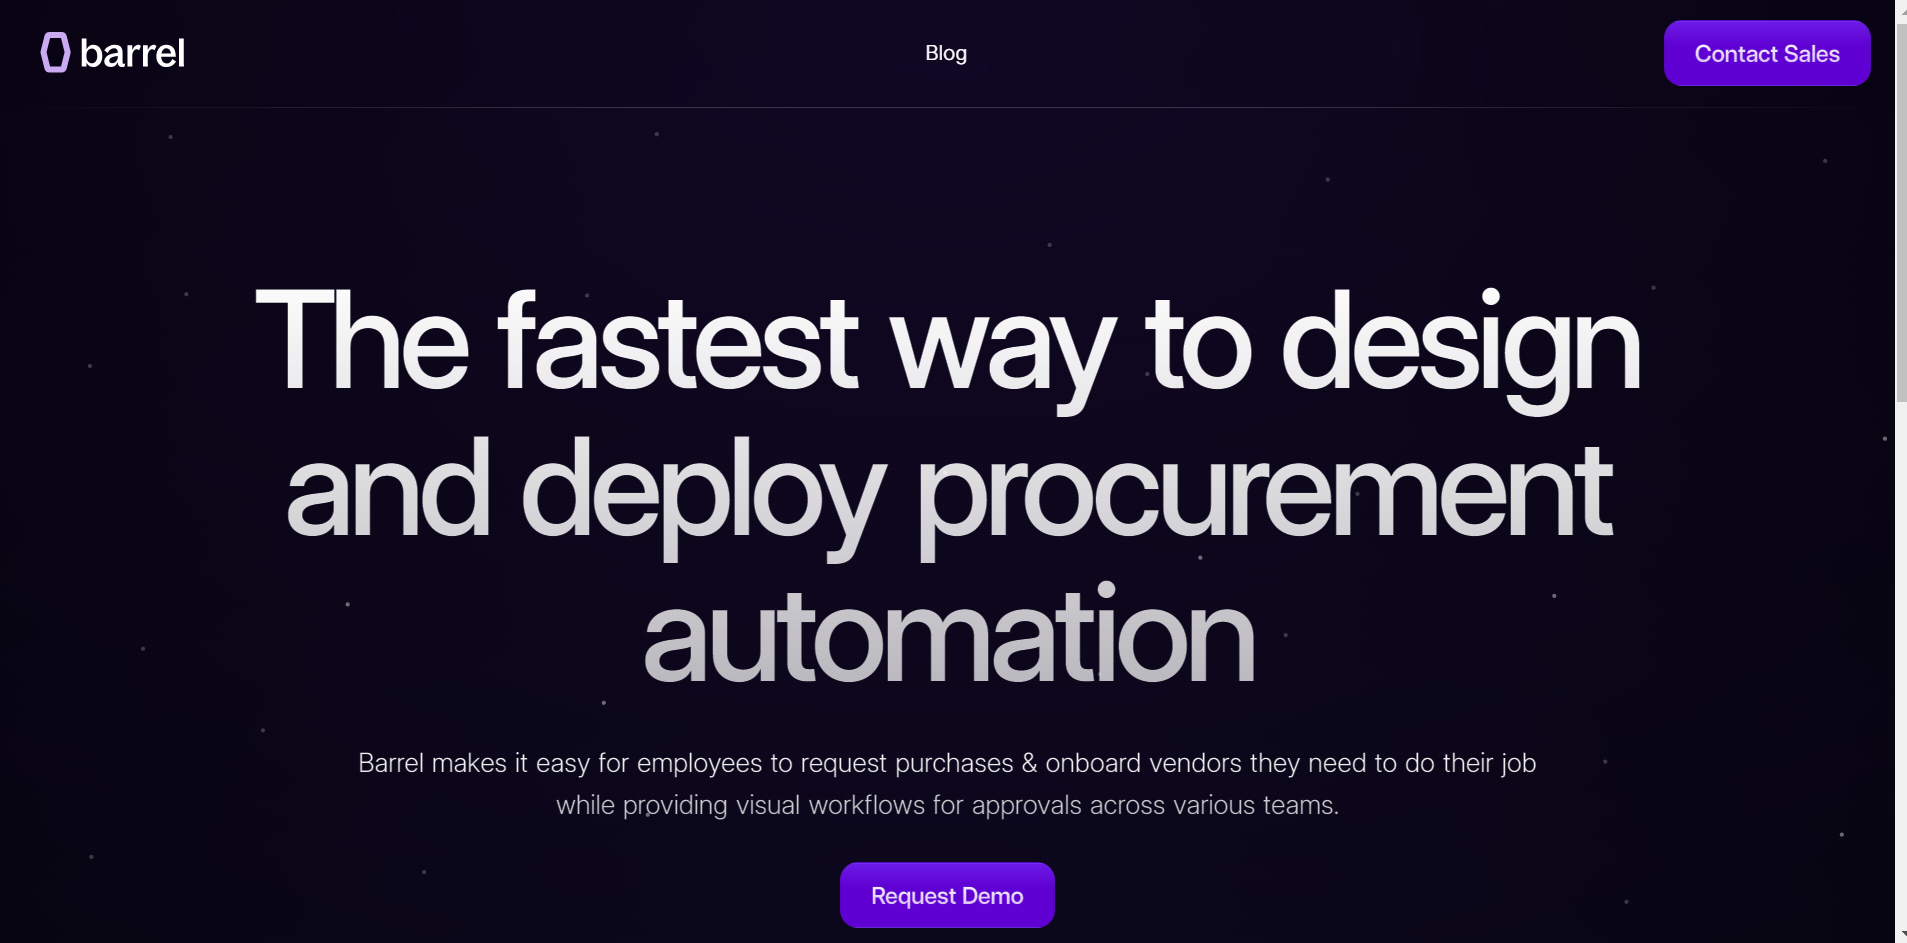 barrel
Blog
Contact Sales
The fastest way to design
and deploy procurement
automation
Barrel makes it easy for employees to request purchases & onboard vendors they need to do their job
while providing visual workflows for approvals across various teams.
Request Demo